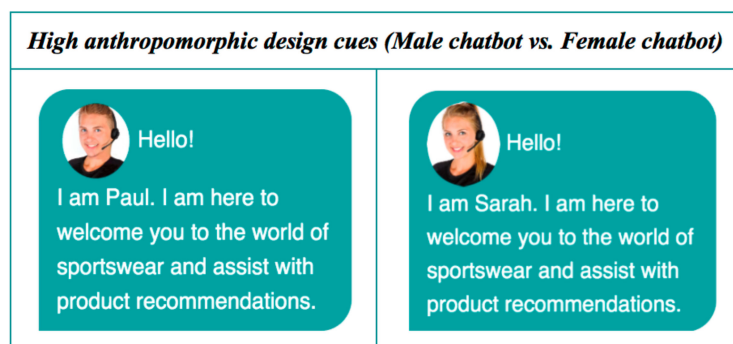 High anthropomorphic design cues (Male chatbot vs. Female chatbot)
Hello!
I am Paul. I am here to
welcome you to the world of
sportswear and assist with
product recommendations.
Hello!
I am Sarah. I am here to
welcome you to the world of
sportswear and assist with
product recommendations.